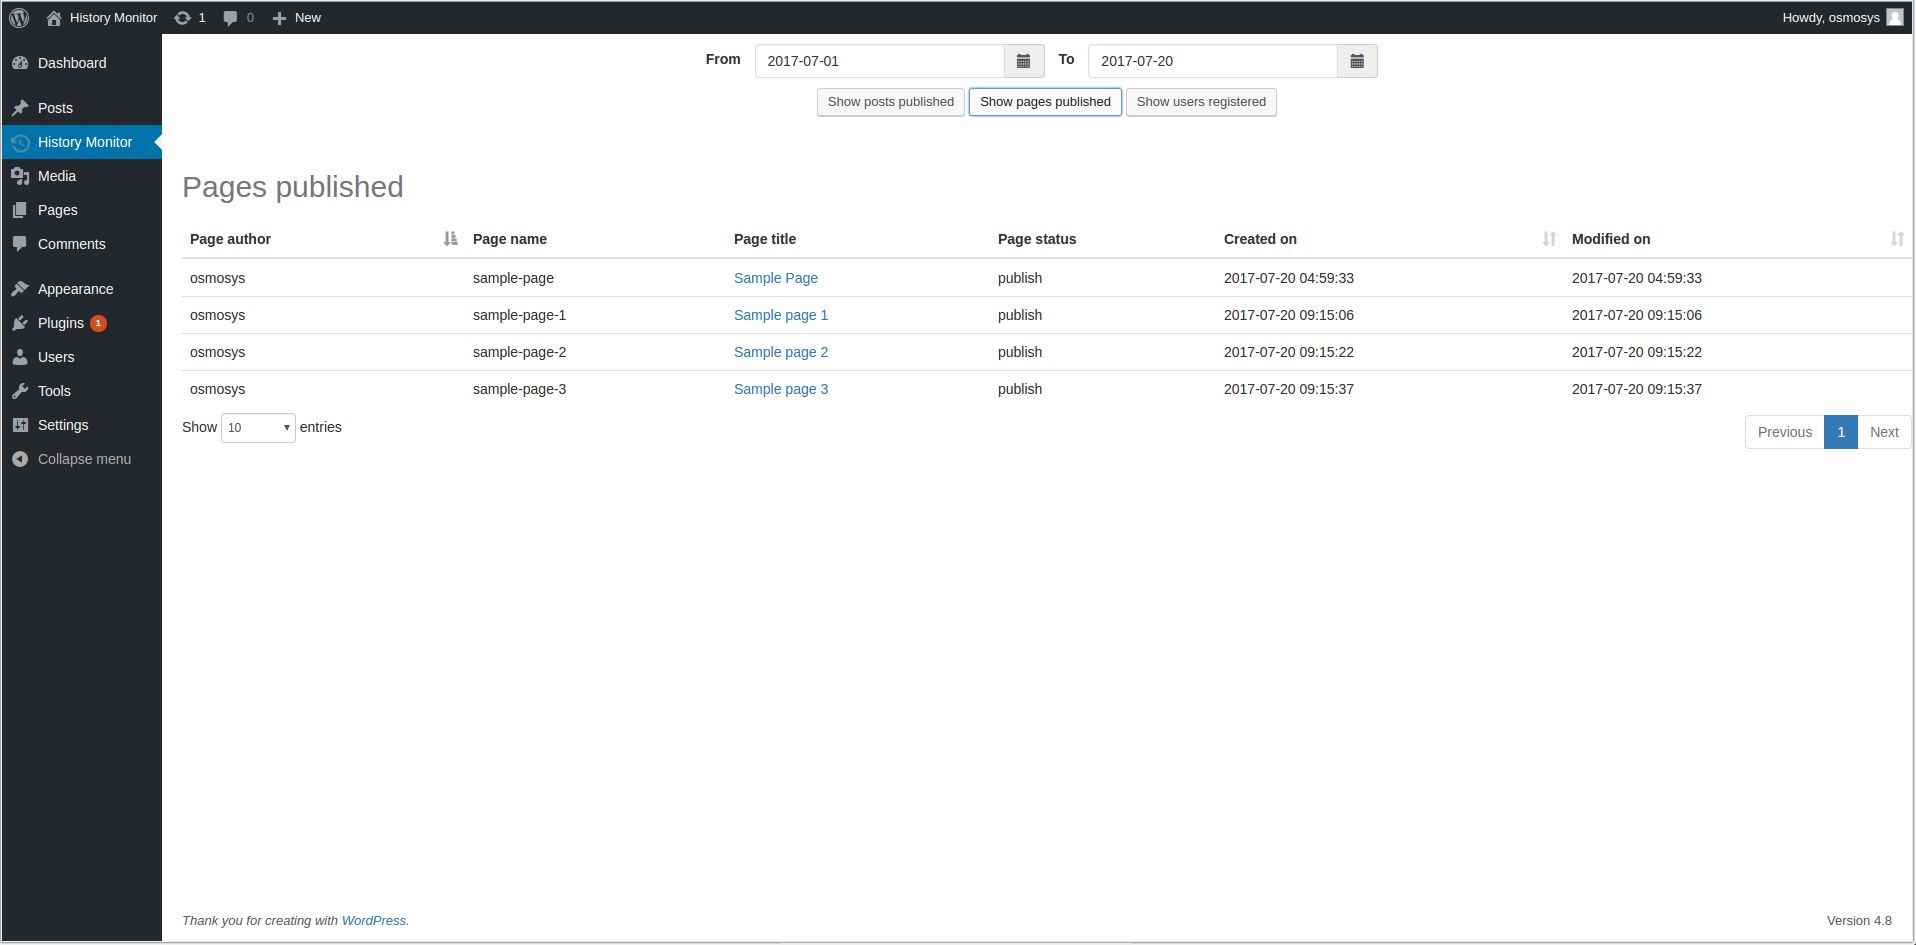 History Monitor 1 0 New Howdy, osmosys
Dashboard
Posts
History Monitor
Media
Pages
Comments
Appearance
Plugins 1
Users
Tools
Settings
Collapse menu
From 2017-07-01 To 2017-07-20
Show posts published Show pages published Show users registered
Pages published
Page author Page name Page title Page status Created on Modified on
osmosys sample-page Sample Page publish 2017-07-20 04:59:33 2017-07-20 04:59:33
osmosys sample-page-1 Sample page 1 publish 2017-07-20 09:15:06 2017-07-20 09:15:06
osmosys sample-page-2 Sample page 2 publish 2017-07-20 09:15:22 2017-07-20 09:15:22
osmosys sample-page-3 Sample page 3 publish 2017-07-20 09:15:37 2017-07-20 09:15:37
Show 10 entries Previous 1 Next
Thank you for creating with WordPress. Version 4.8